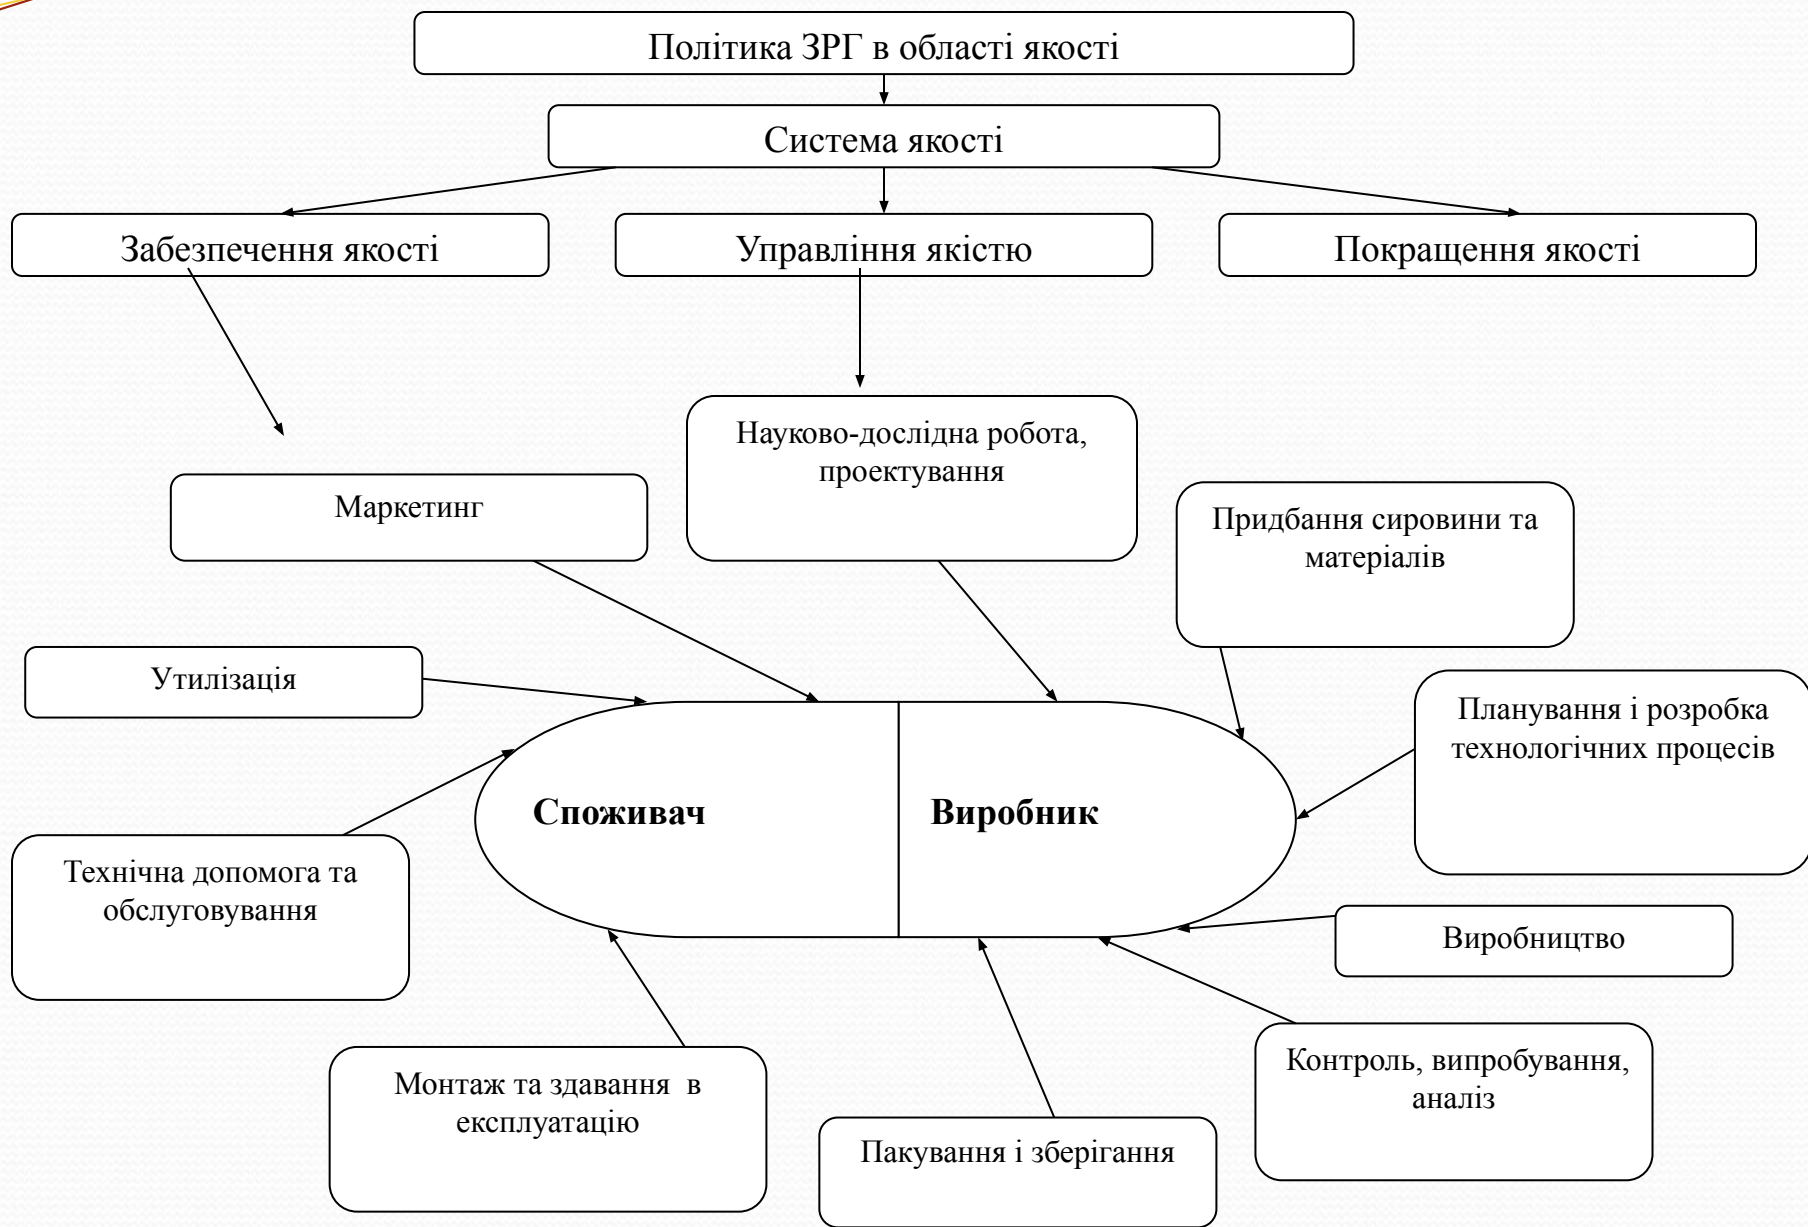 Політика ЗРГ в області якості
Система якості
Забезпечення якості
Управління якістю
Покращення якості
Науково-дослідна робота,
проектування
Маркетинг
Придбання сировини та
матеріалів
Утилізація
Планування і розробка
технологічних процесів
Споживач
Виробник
Технічна допомога та
обслуговування
Виробництво
Монтаж та здавання в
експлуатацію
Контроль, випробування,
аналіз
Пакування і зберігання